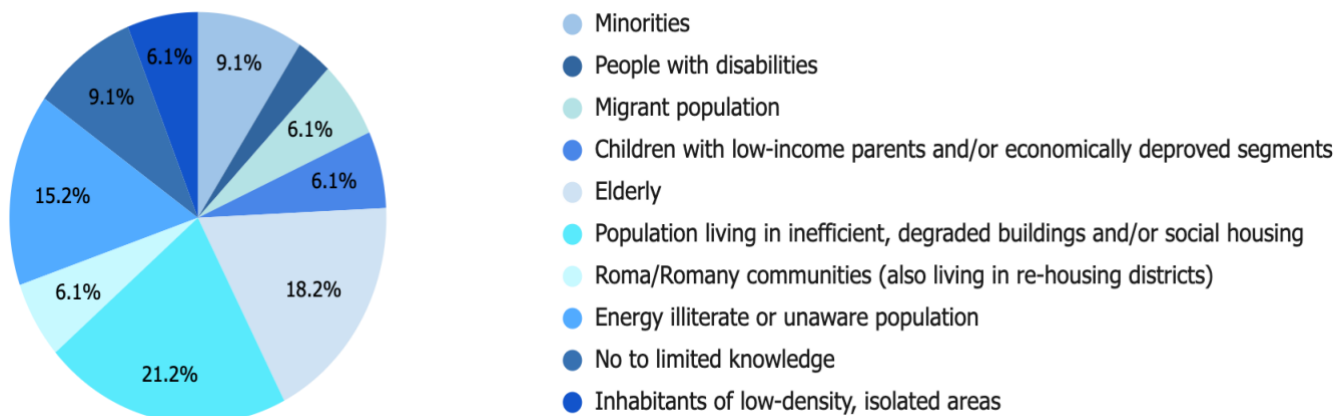 6.1%
9.1%
9.1%
6.1%
6.1%
15.2%
18.2%
6.1%
21.2%
Minorities
People with disabilities
Migrant population
Children with low-income parents and/or economically deproved segments
Elderly
Population living in inefficient, degraded buildings and/or social housing
Roma/Romany communities (also living in re-housing districts)
Energy illiterate or unaware population
No to limited knowledge
Inhabitants of low-density, isolated areas